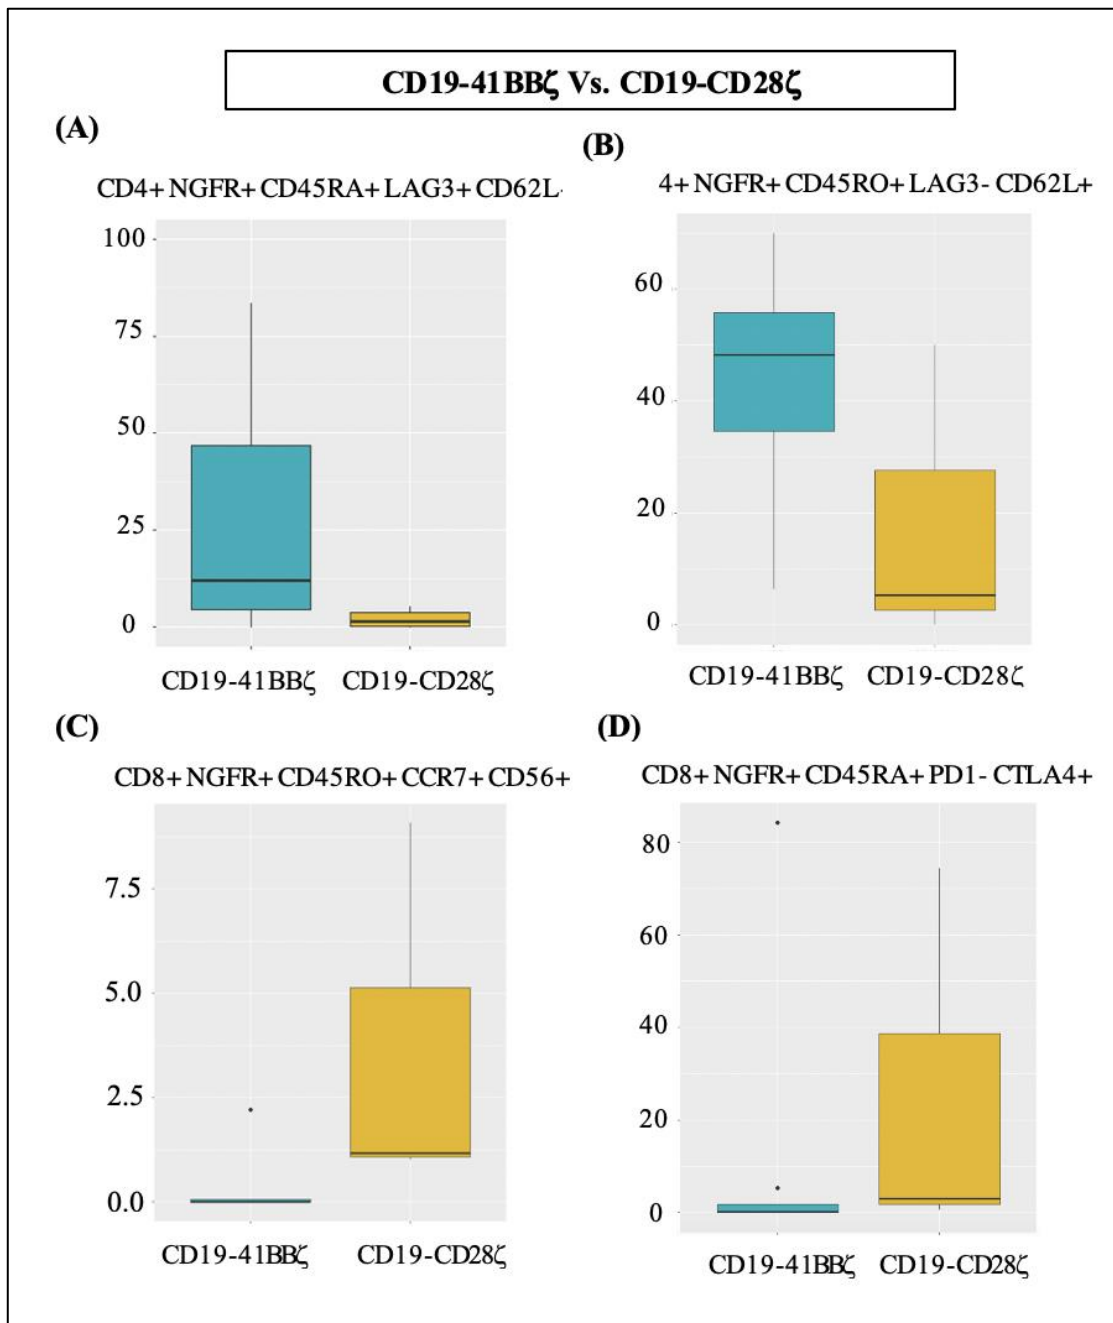 CD19-41BBζ Vs. CD19-CD28ζ
(A)
CD4+ NGFR+ CD45RA+ LAG3+ CD62L-
100
75
50
25
0
CD19-41BBζ CD19-CD28ζ
(B)
4+ NGFR+ CD45RO+ LAG3- CD62L+
60
40
20
0
CD19-41BBζ CD19-CD28ζ
(C)
CD8+ NGFR+ CD45RO+ CCR7+ CD56+
7.5
5.0
2.5
0.0
CD19-41BBζ CD19-CD28ζ
(D)
CD8+ NGFR+ CD45RA+ PD1- CTLA4+
80
60
40
20
0
CD19-41BBζ CD19-CD28ζ